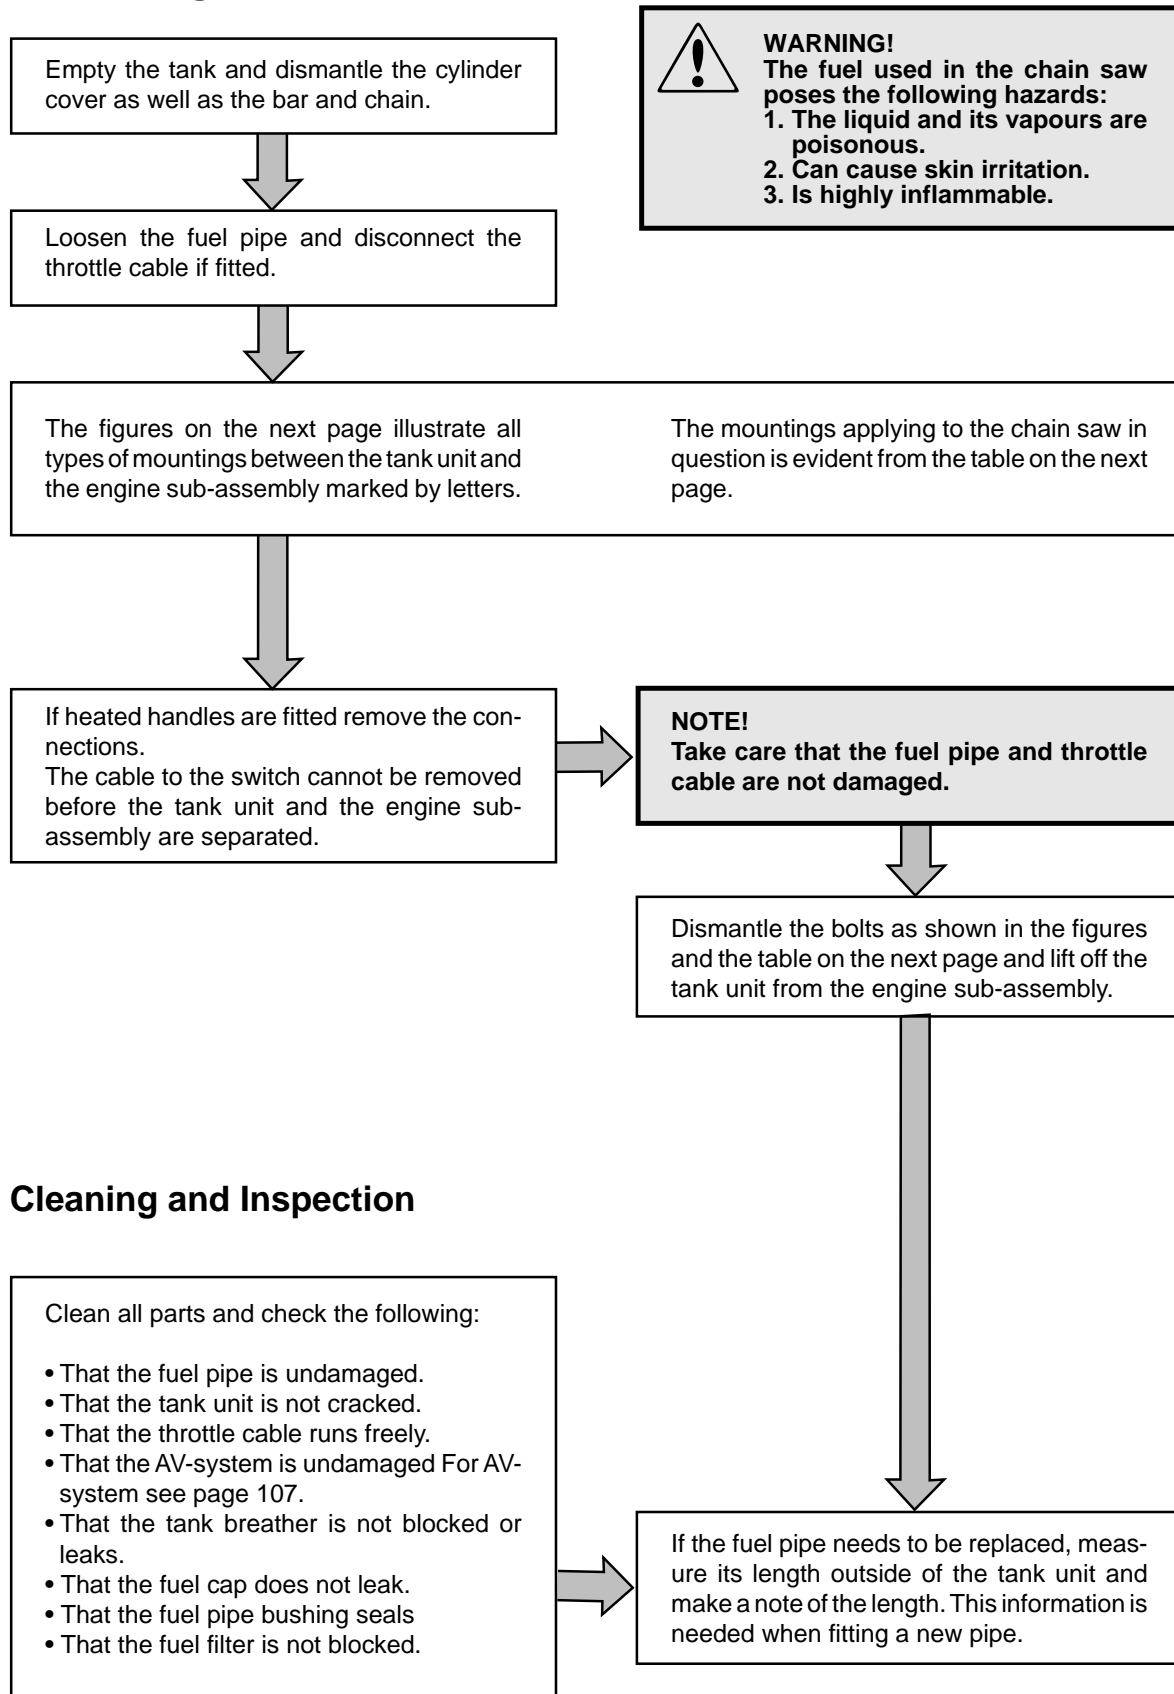 Empty the tank and dismantle the cylinder
cover as well as the bar and chain.
WARNING!
The fuel used in the chain saw
poses the following hazards:
1. The liquid and its vapours are
poisonous.
2. Can cause skin irritation.
3. Is highly inflammable.
Loosen the fuel pipe and disconnect the
throttle cable if fitted.
The figures on the next page illustrate all
types of mountings between the tank unit and
the engine sub-assembly marked by letters.
The mountings applying to the chain saw in
question is evident from the table on the next
page.
If heated handles are fitted remove the con-
nections.
The cable to the switch cannot be removed
before the tank unit and the engine sub-
assembly are separated.
NOTE!
Take care that the fuel pipe and throttle
cable are not damaged.
Dismantle the bolts as shown in the figures
and the table on the next page and lift off the
tank unit from the engine sub-assembly.
Cleaning and Inspection
Clean all parts and check the following:
• That the fuel pipe is undamaged.
• That the tank unit is not cracked.
• That the throttle cable runs freely.
• That the AV-system is undamaged For AV-
system see page 107.
• That the tank breather is not blocked or
leaks.
• That the fuel cap does not leak.
• That the fuel pipe bushing seals
• That the fuel filter is not blocked.
If the fuel pipe needs to be replaced, meas-
ure its length outside of the tank unit and
make a note of the length. This information is
needed when fitting a new pipe.